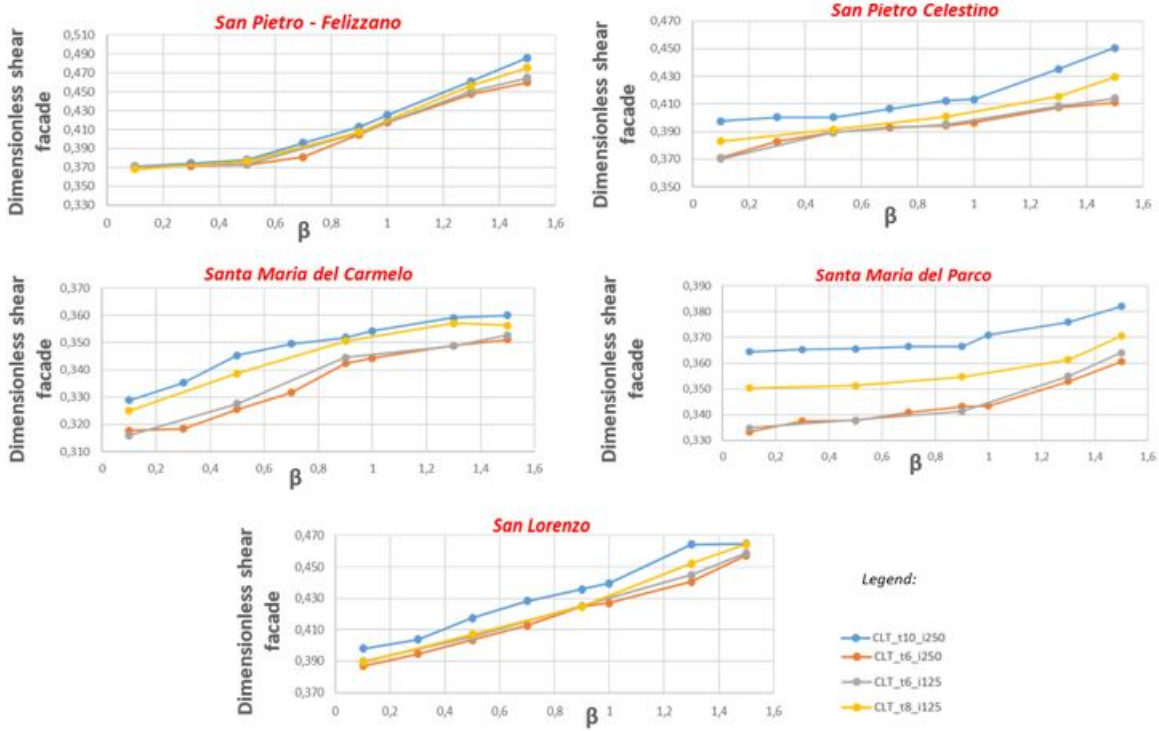 San Pietro - Felizzano
Dimensionless shear
facade
0,510
0,490
0,470
0,450
0,430
0,410
0,390
0,370
0,350
0,330
0 0,2 0,4 0,6 0,8 1 1,2 1,4 1,6
β
San Pietro Celestino
Dimensionless shear
facade
0,470
0,450
0,430
0,410
0,390
0,370
0,350
0 0,2 0,4 0,6 0,8 1 1,2 1,4 1,6
β
Santa Maria del Carmelo
Dimensionless shear
facade
0,370
0,360
0,350
0,340
0,330
0,320
0,310
0 0,2 0,4 0,6 0,8 1 1,2 1,4 1,6
β
Santa Maria del Parco
Dimensionless shear
facade
0,390
0,380
0,370
0,360
0,350
0,340
0,330
0 0,2 0,4 0,6 0,8 1 1,2 1,4 1,6
β
San Lorenzo
Dimensionless shear
facade
0,470
0,450
0,430
0,410
0,390
0,370
0 0,2 0,4 0,6 0,8 1 1,2 1,4 1,6
β
Legend:
CLT_t10_i250
CLT_t6_i250
CLT_t6_i125
CLT_t8_i125